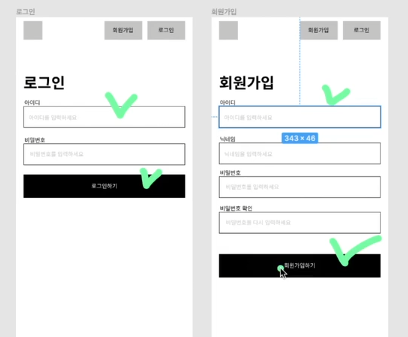 로그인
회원가입 로그인
로그인
아이디
아이디를 입력하세요
비밀번호
비밀번호를 입력하세요
로그인하기
회원가입
회원가입 로그인
회원가입
아이디
아이디를 입력하세요
343 × 46
닉네임
닉네임을 입력하세요
비밀번호
비밀번호를 입력하세요
비밀번호 확인
비밀번호를 다시 입력하세요
회원가입하기